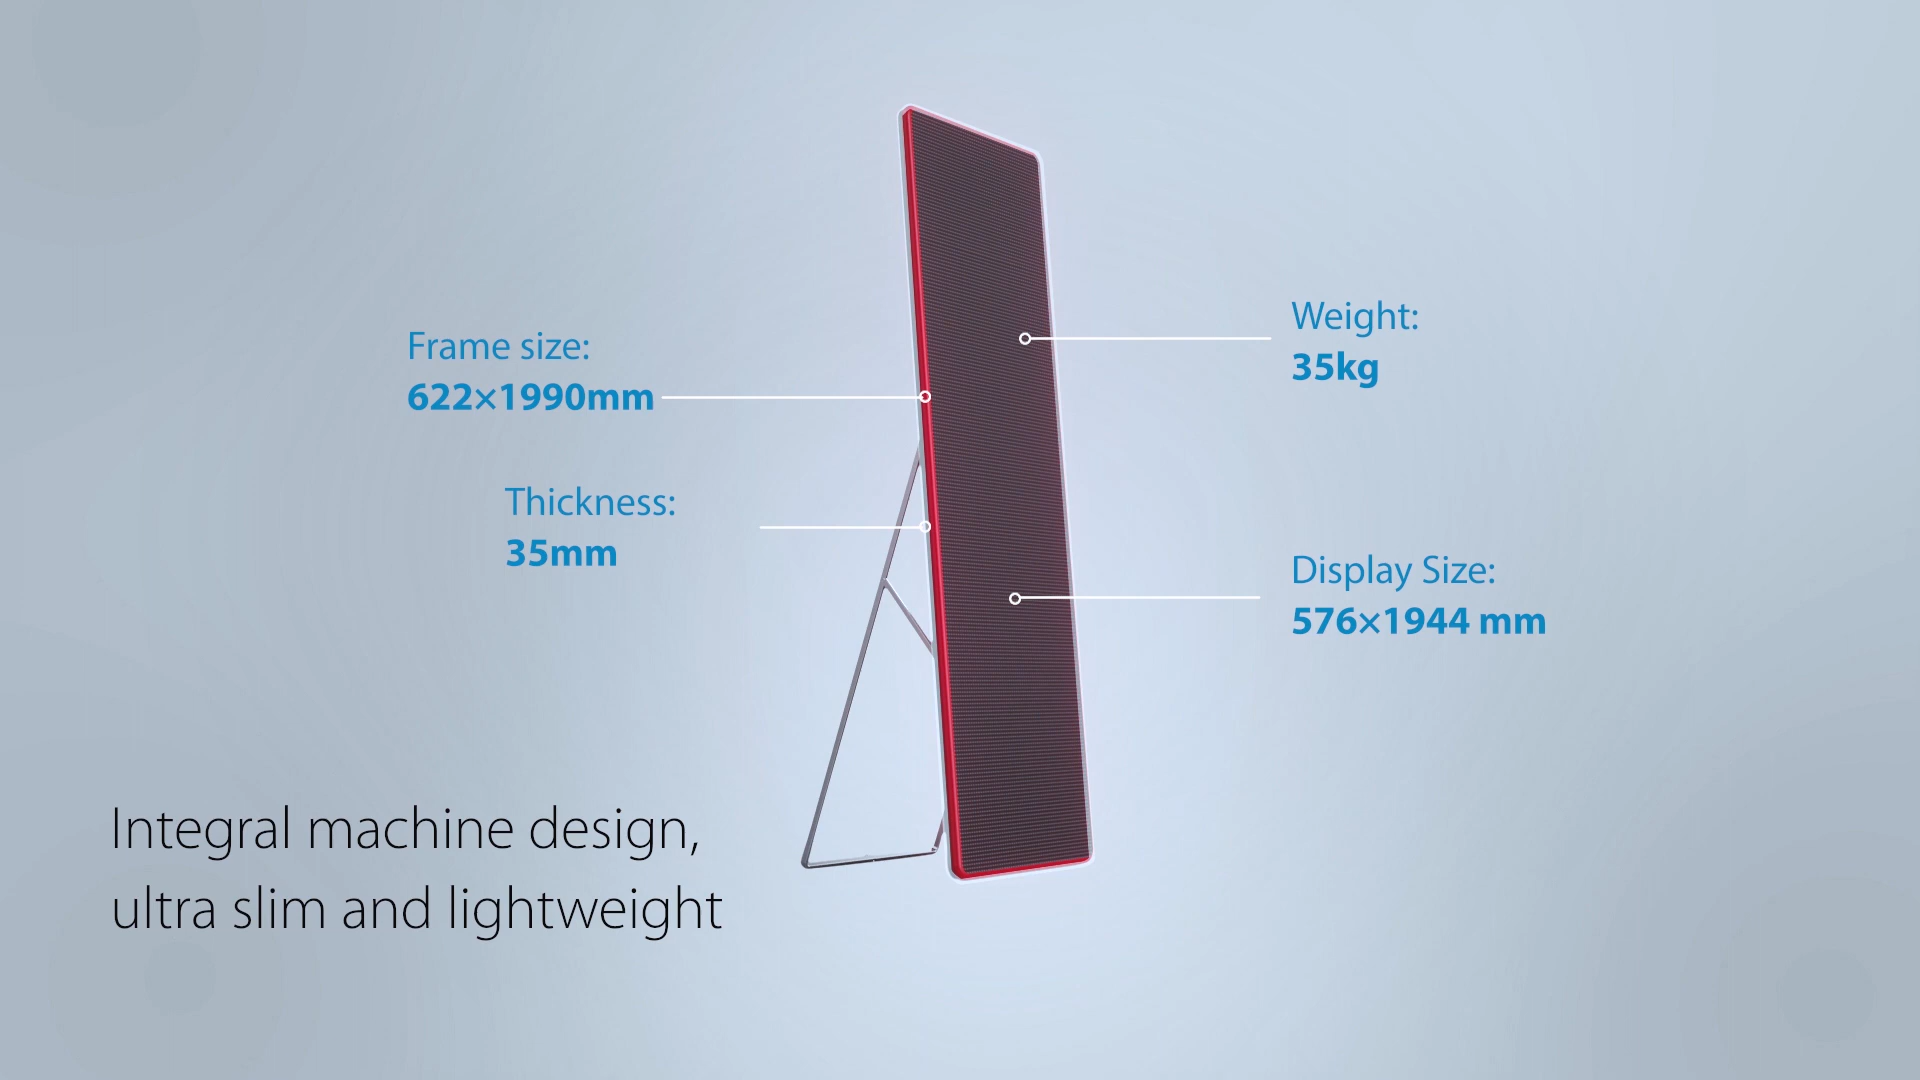 Frame size:
622×1990mm
Thickness:
35mm
Weight:
35kg
Display Size:
576×1944 mm
Integral machine design,
ultra slim and lightweight